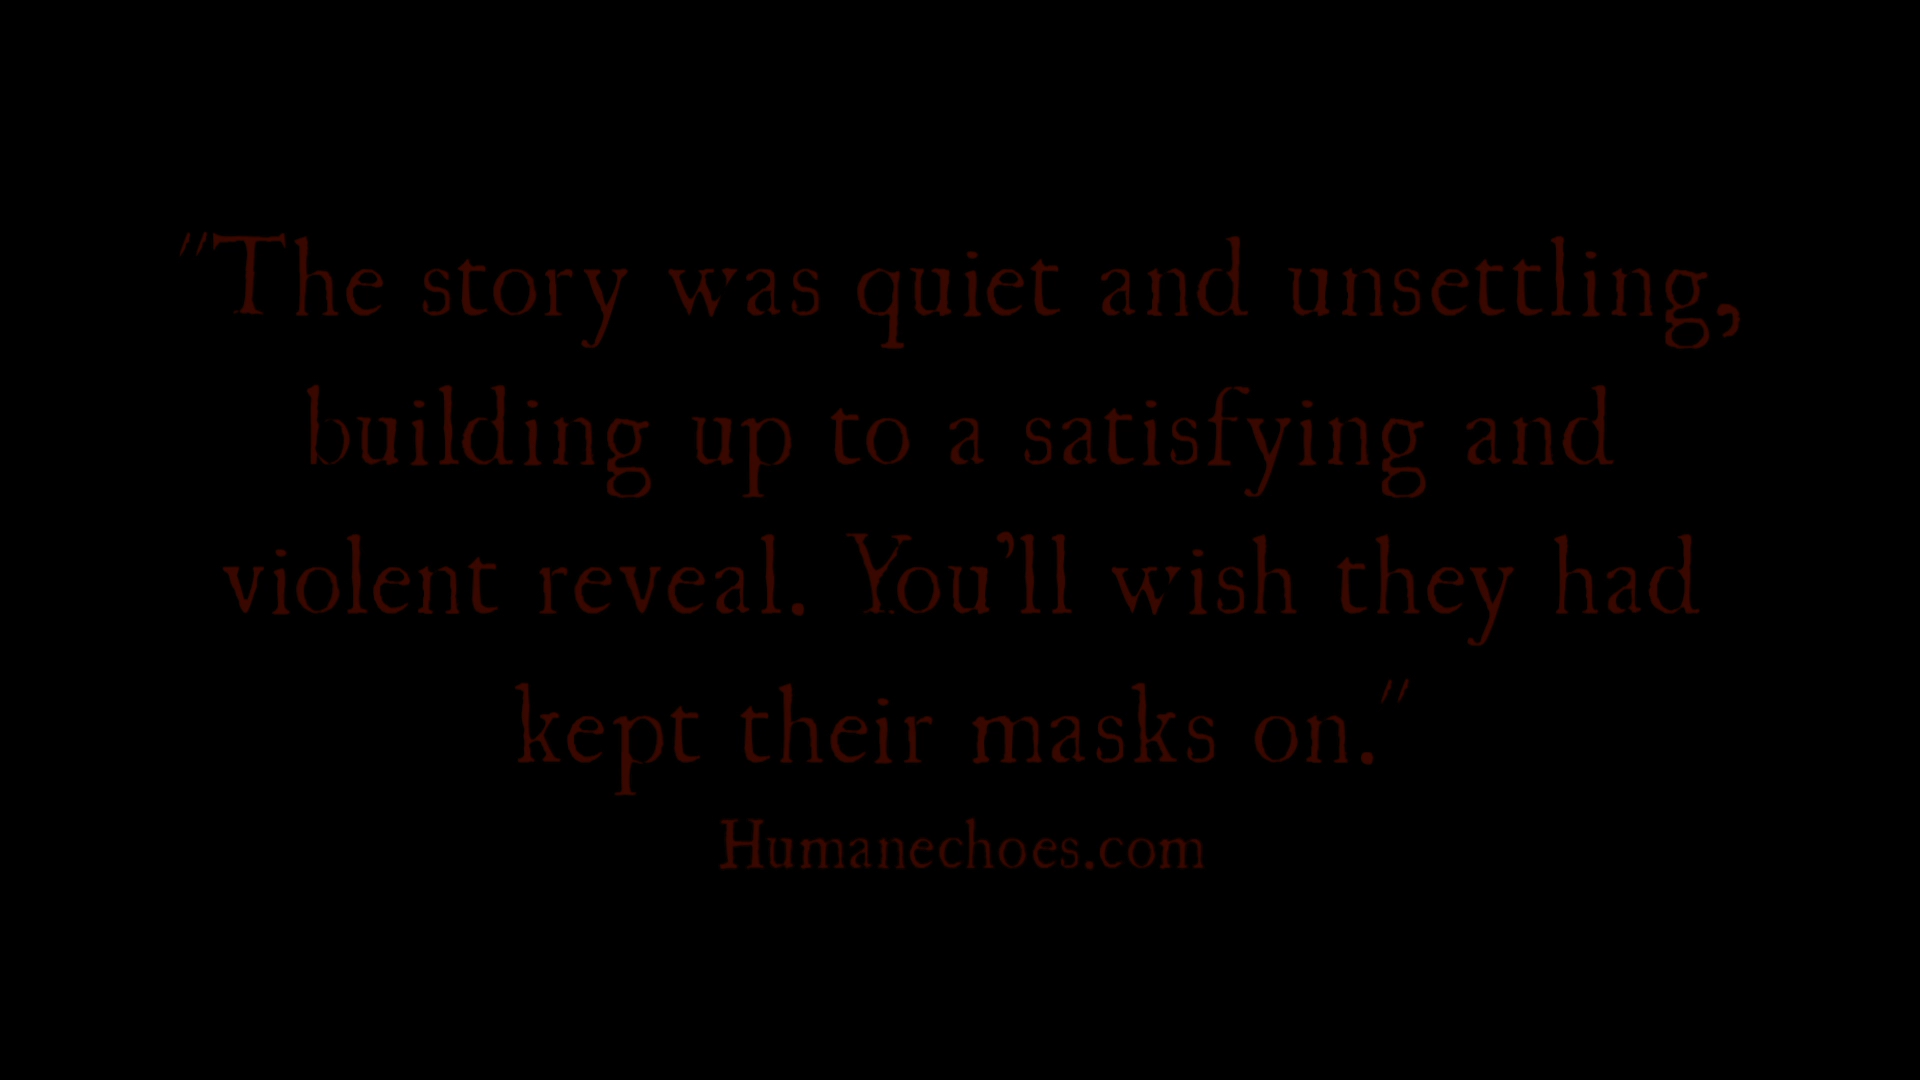 "The story was quiet and unsettling,
building up to a satisfying and
violent reveal. You'll wish they had
kept their masks on."
Humanechoes.com